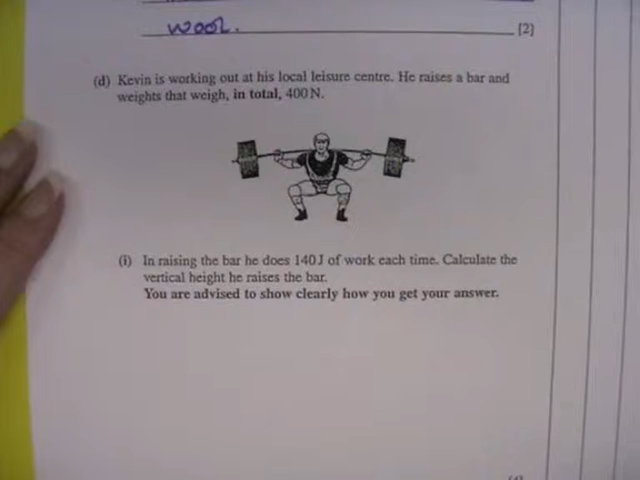 wool.
[2]
(d) Kevin is working out at his local leisure centre. He raises a bar and
weights that weigh, in total, 400 N.
(i) In raising the bar he does 140 J of work each time. Calculate the
vertical height he raises the bar.
You are advised to show clearly how you get your answer.